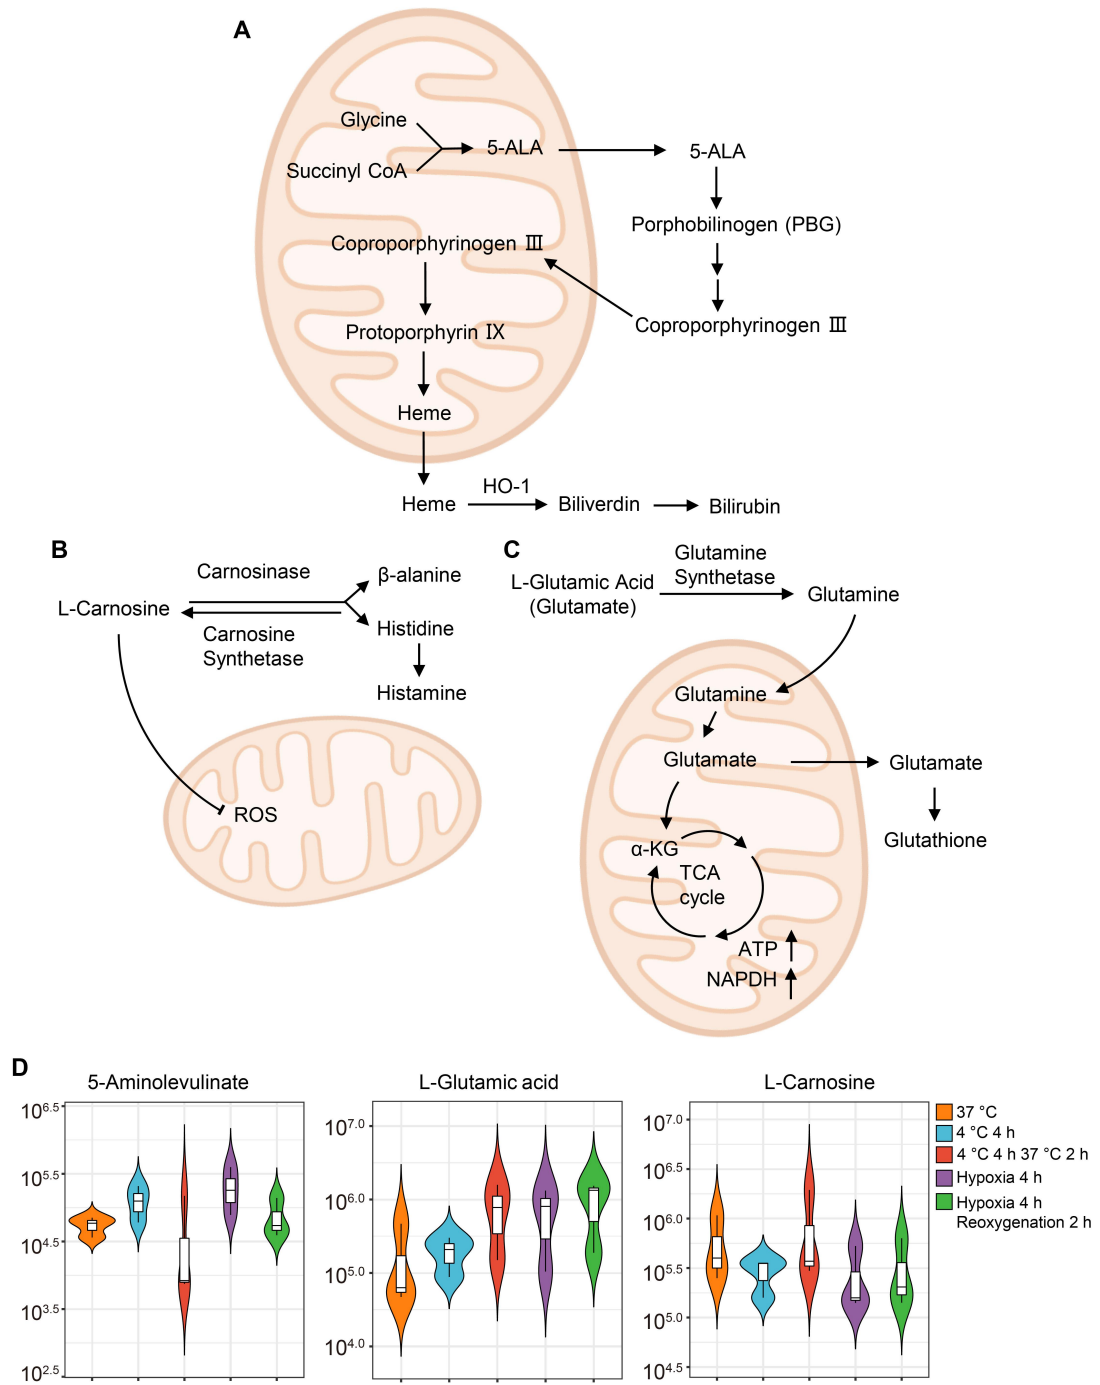 A
Glycine
Succinyl CoA
5-ALA
5-ALA
Porphobilinogen (PBG)
Coproporphyrinogen Ⅲ
Coproporphyrinogen Ⅲ
Protoporphyrin Ⅸ
Heme
Heme
HO-1
Biliverdin
Bilirubin
B
L-Carnosine
Carnosinase
Carnosine
Synthetase
β-alanine
Histidine
Histamine
ROS
C
L-Glutamic Acid
(Glutamate)
Glutamine
Synthetase
Glutamine
Glutamine
Glutamate
Glutamate
Glutathione
α-KG
TCA
cycle
ATP
NAPDH
D
5-Aminolevulinate
10^6.5
10^5.5
10^4.5
10^3.5
10^2.5
L-Glutamic acid
10^7.0
10^6.0
10^5.0
10^4.0
L-Carnosine
10^7.0
10^6.5
10^6.0
10^5.5
10^5.0
10^4.5
37 °C
4 °C 4 h
4 °C 4 h 37 °C 2 h
Hypoxia 4 h
Hypoxia 4 h
Reoxygenation 2 h